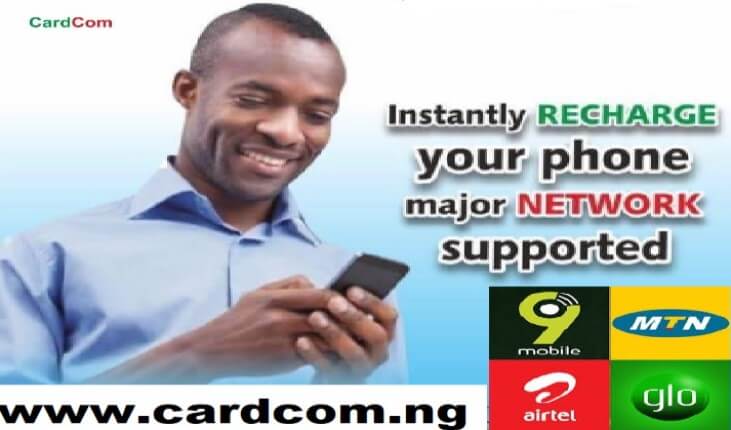 CardCom
Instantly RECHARGE
your phone
major NETWORK
supported
9
mobile
MTN
airtel
glo
www.cardcom.ng